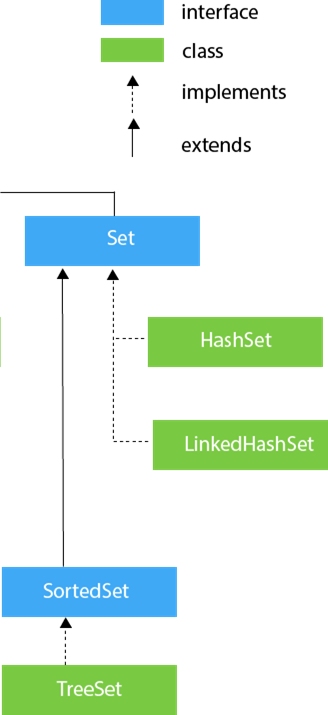 interface
class
implements
extends
Set
HashSet
LinkedHashSet
SortedSet
TreeSet